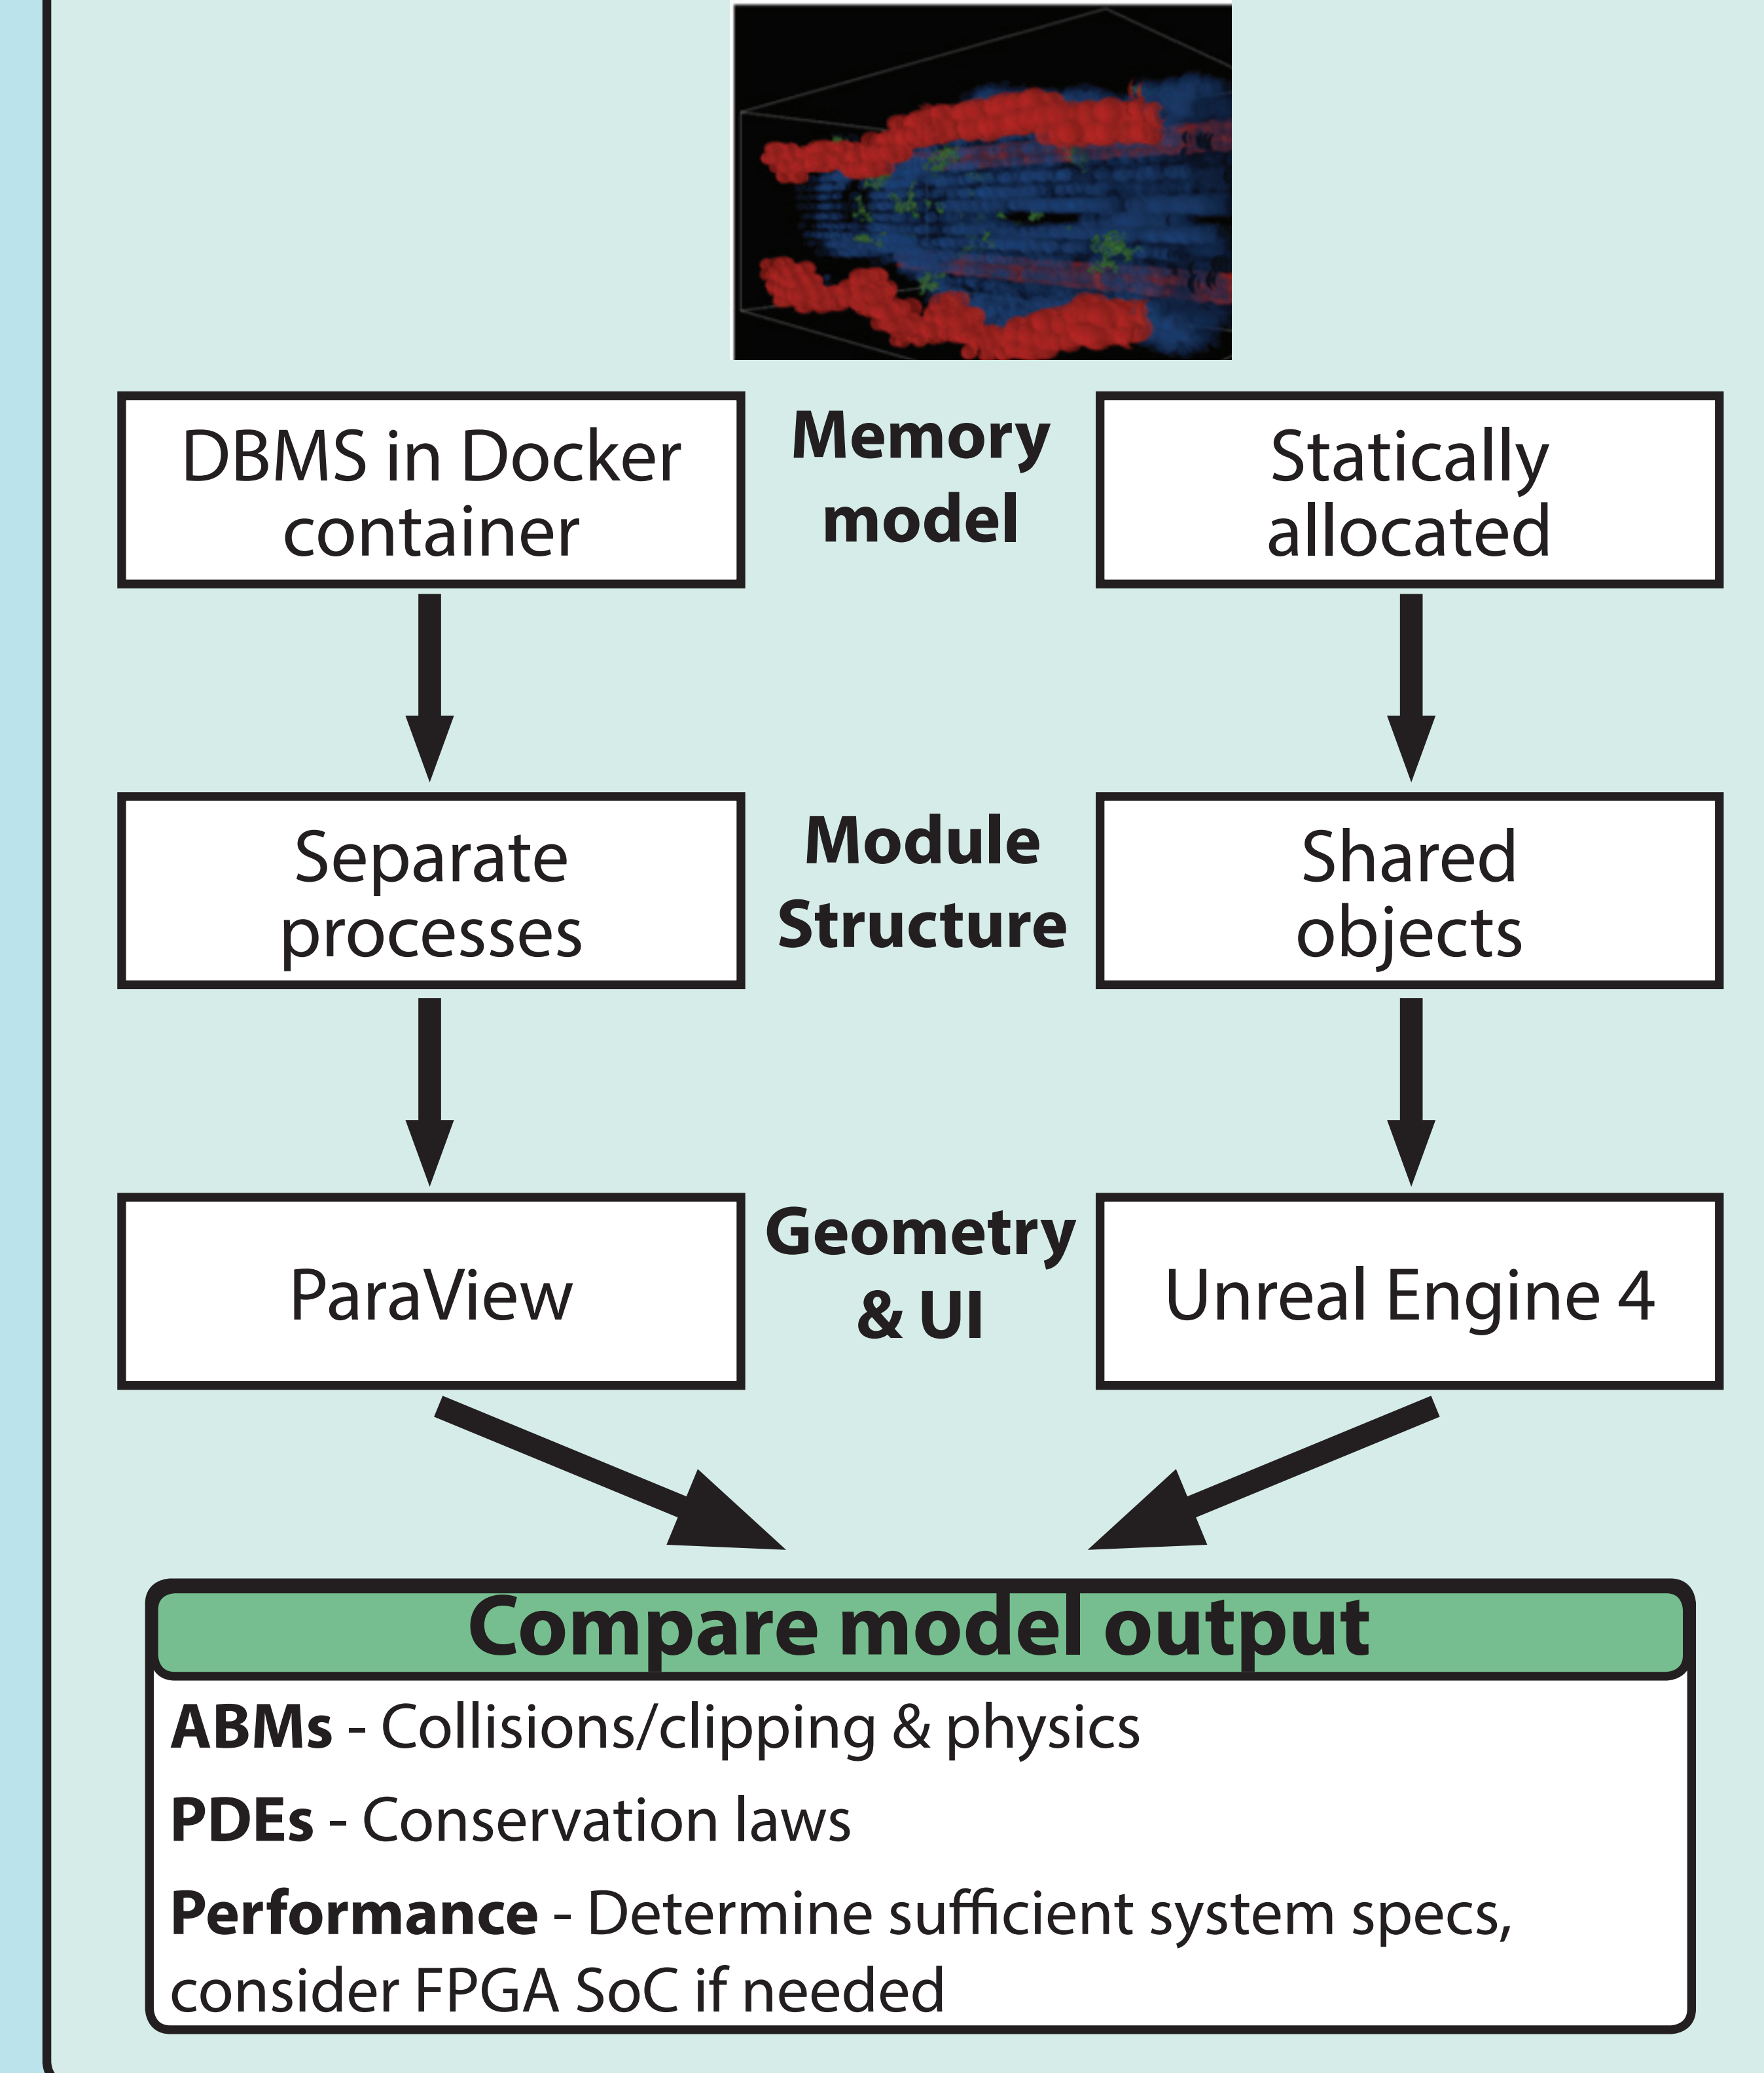 DBMS in Docker
container
Memory
model
Statically
allocated
Separate
processes
Module
Structure
Shared
objects
ParaView
Geometry
& UI
Unreal Engine 4
Compare model output
ABMs - Collisions/clipping & physics
PDEs - Conservation laws
Performance - Determine sufficient system specs,
consider FPGA SoC if needed